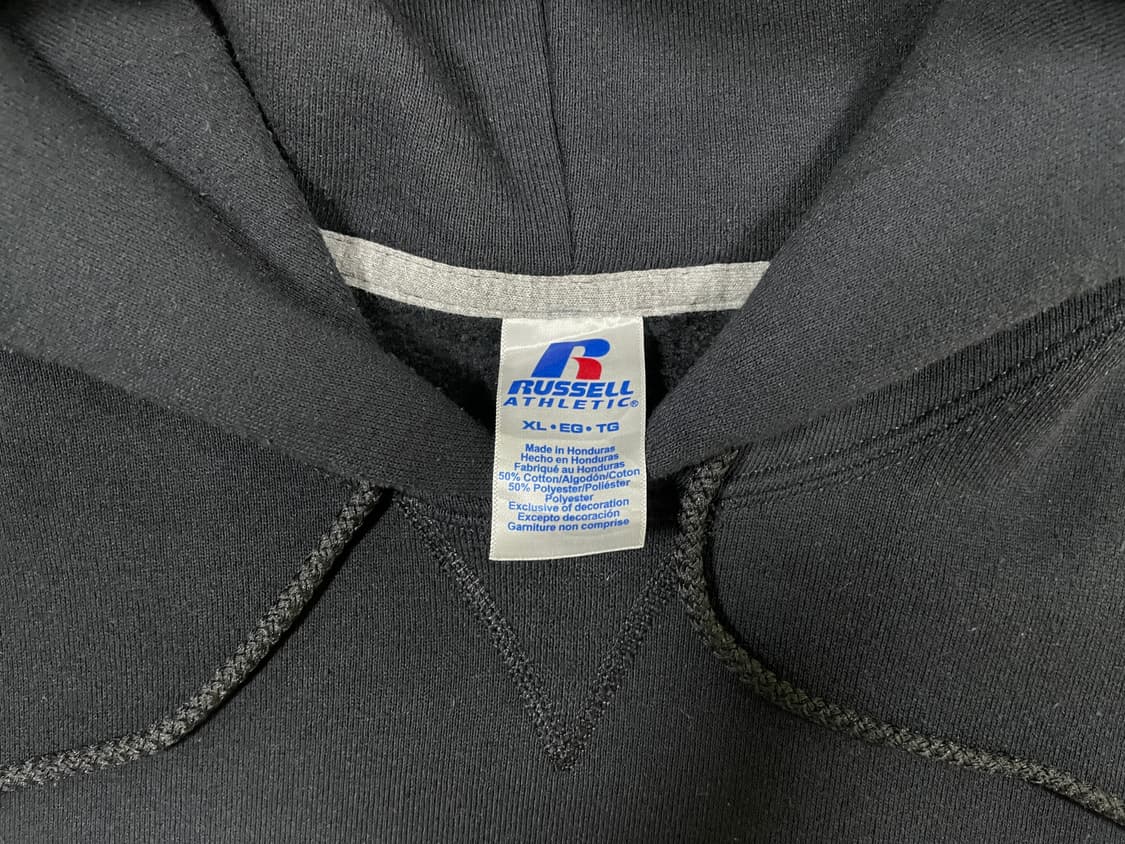 R
RUSSELL
ATHLETIC®
XL • EG • TG
Made in Honduras
Hecho en Honduras
Fabriqué au Honduras
50% Cotton/Algodón/Coton
50% Polyester/Poliéster
Polyester
Exclusive of decoration
Excepto decoración
Garniture non comprise